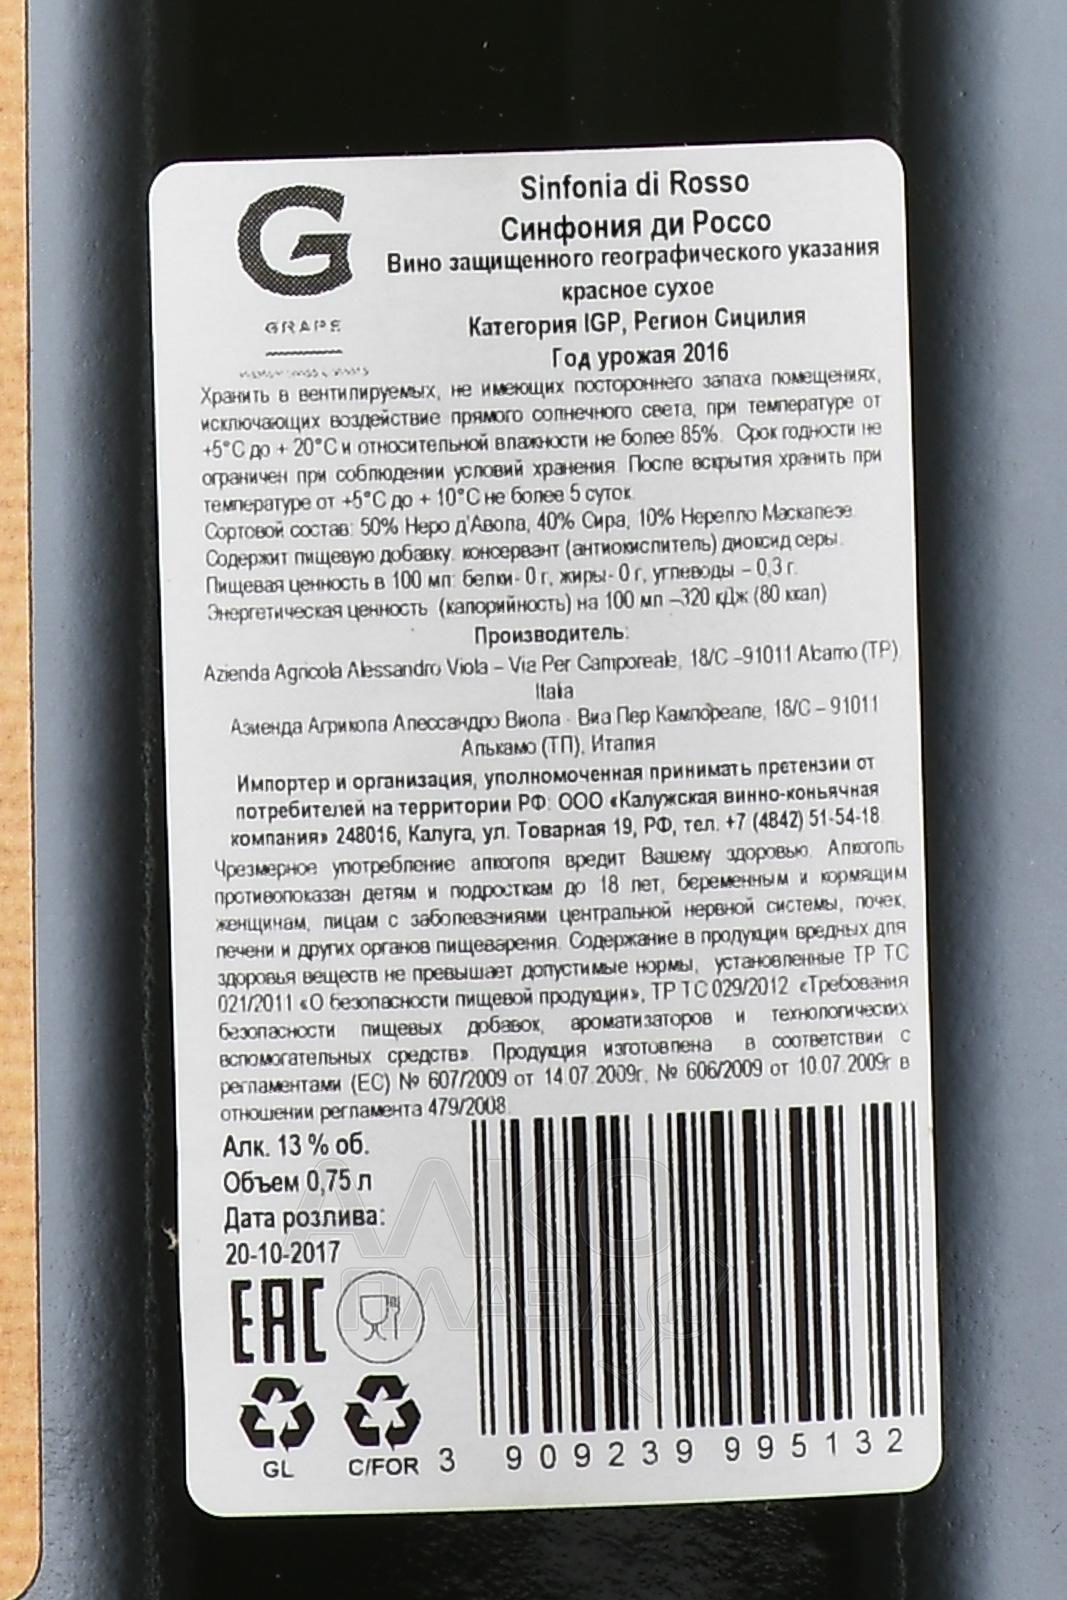 G
GRAPE
Sinfonia di Rosso
Синфония ди Россо
Вино защищенного географического указания
красное сухое
Категория IGP, Регион Сицилия
Год урожая 2016
Хранить в вентилируемых, не имеющих постороннего запаха помещениях,
исключающих воздействие прямого солнечного света, при температуре от
+5°С до + 20°С и относительной влажности не более 85%. Срок годности не
ограничен при соблюдении условий хранения. После вскрытия хранить при
температуре от +5°С до + 10°С не более 5 суток.
Сортовой состав: 50% Неро д'Авола, 40% Сира, 10% Нерелло Маскалезе.
Содержит пищевую добавку: консервант (антиокислитель) диоксид серы.
Пищевая ценность в 100 мл: белки- 0 г, жиры- 0 г, углеводы – 0,3 г.
Энергетическая ценность (калорийность) на 100 мл –320 кДж (80 ккал)
Производитель:
Azienda Agricola Alessandro Viola – Via Per Camporeale, 18/C –91011 Alcamo (TP)
Italia
Азиенда Агрикола Алессандро Виола - Виа Пер Кампореале, 18/С – 91011
Алькамо (ТП), Италия
Импортер и организация, уполномоченная принимать претензии от
потребителей на территории РФ: ООО «Калужская винно-коньячная
компания» 248016, Калуга, ул. Товарная 19, РФ, тел. +7 (4842) 51-54-18
Чрезмерное употребление алкоголя вредит Вашему здоровью. Алкоголь
противопоказан детям и подросткам до 18 лет, беременным и кормящим
женщинам, лицам с заболеваниями центральной нервной системы, почек,
печени и других органов пищеварения. Содержание в продукции вредных для
здоровья веществ не превышает допустимые нормы, установленные ТР ТС
021/2011 «О безопасности пищевой продукции», ТР ТС 029/2012 «Требования
безопасности пищевых добавок, ароматизаторов и технологических
вспомогательных средств». Продукция изготовлена в соответствии с
регламентами (ЕС) № 607/2009 от 14.07.2009г, № 606/2009 от 10.07.2009г в
отношении регламента 479/2008.
Алк. 13 % об.
Объем 0,75 л
Дата розлива:
20-10-2017
EAC
GL
C/FOR
3 909239 995132
АЛКО
ПЛАЗА